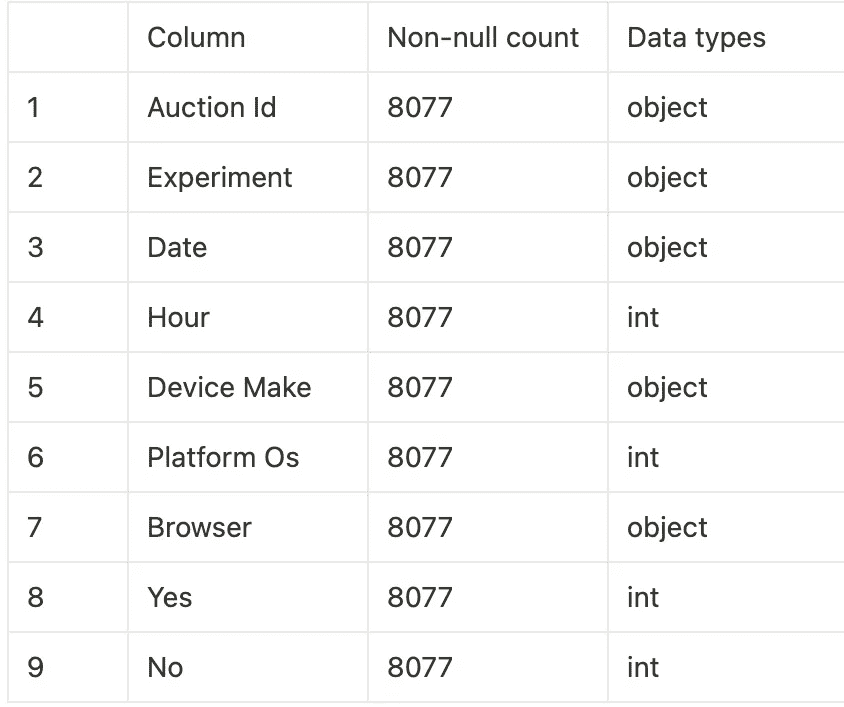 Column Non-null count Data types
1 Auction Id 8077 object
2 Experiment 8077 object
3 Date 8077 object
4 Hour 8077 int
5 Device Make 8077 object
6 Platform Os 8077 int
7 Browser 8077 object
8 Yes 8077 int
9 No 8077 int